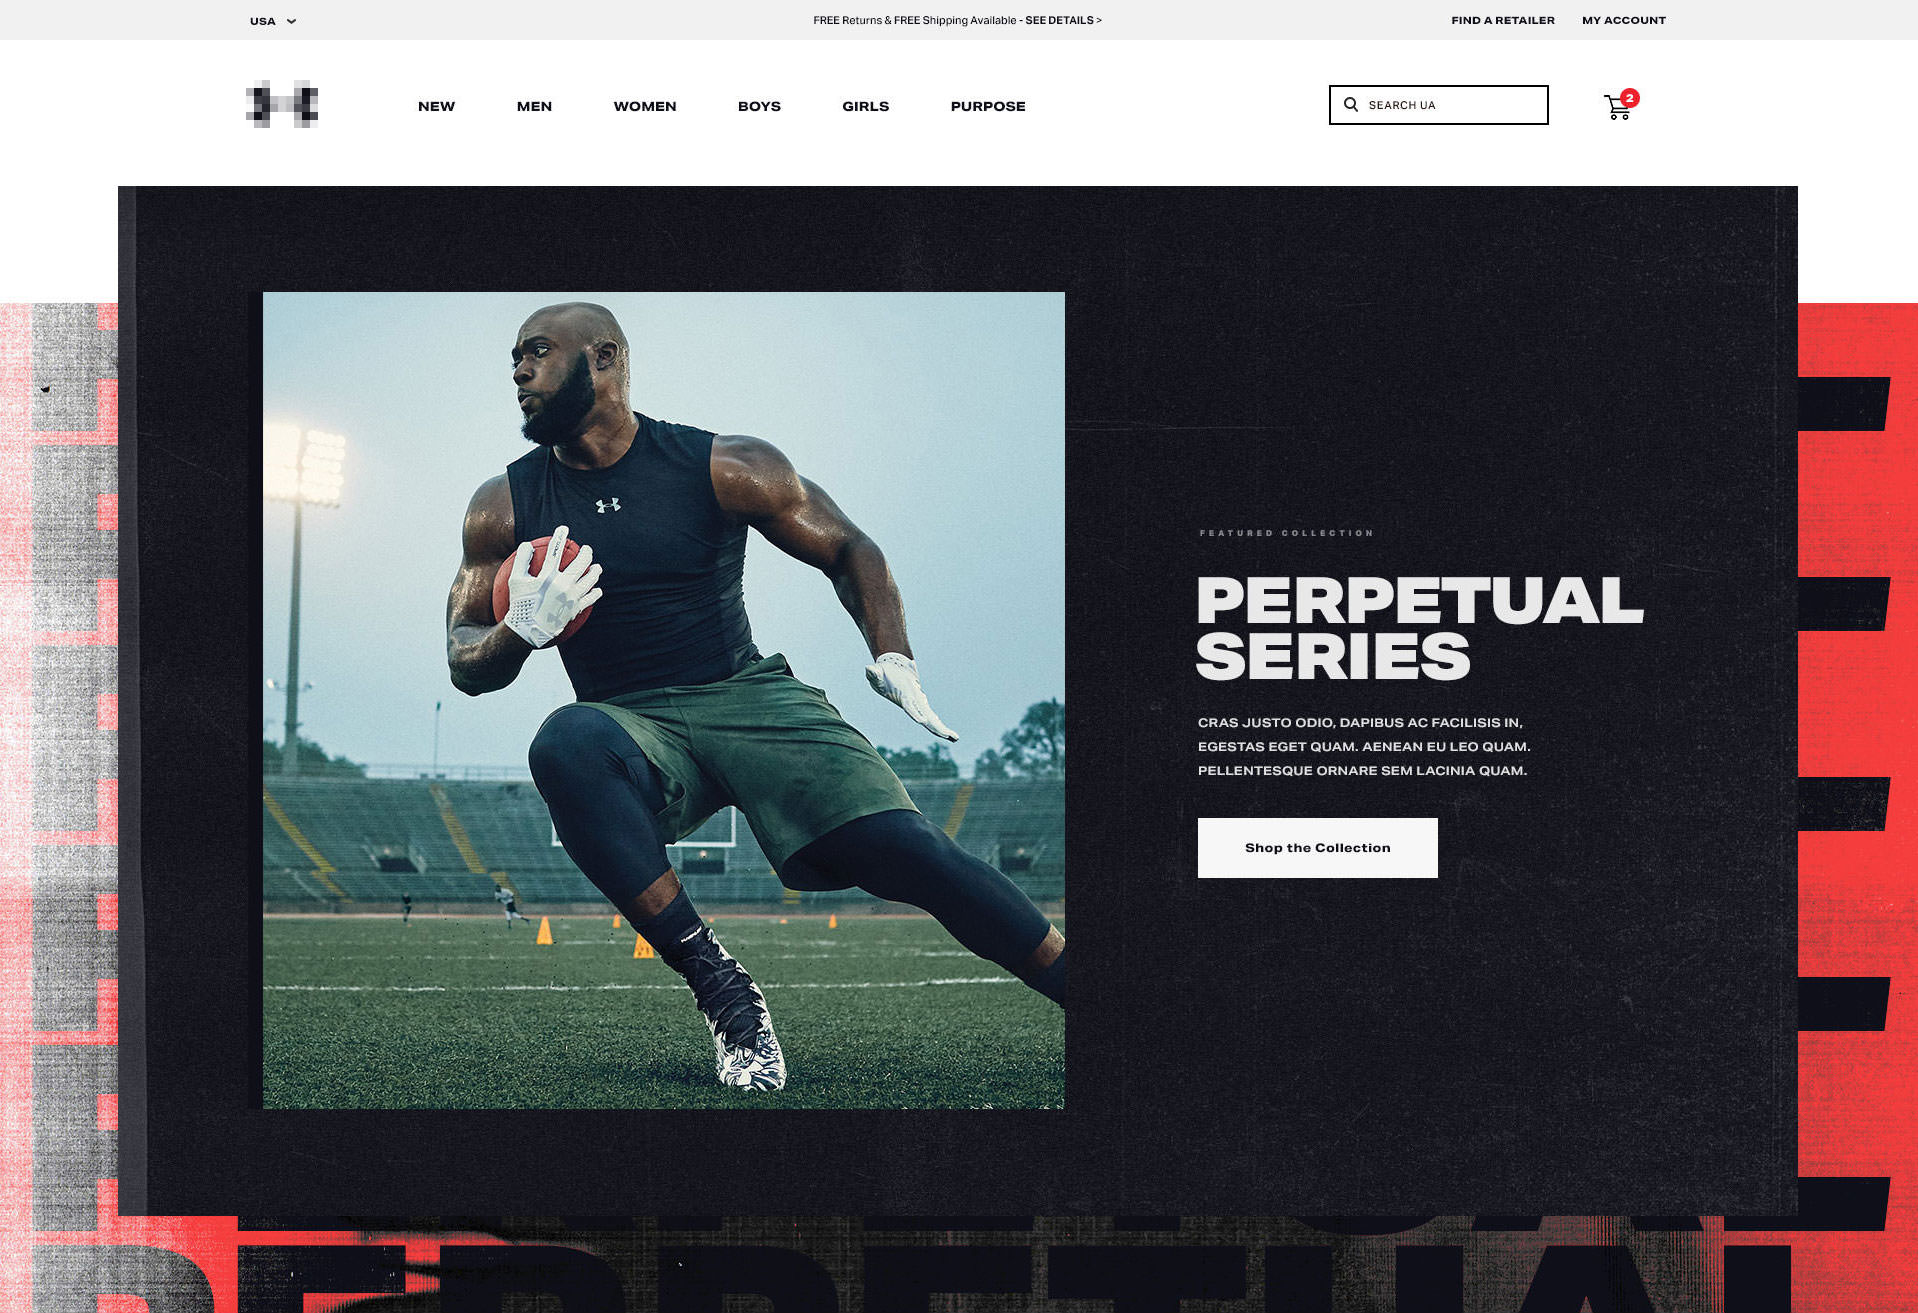 USA
FREE Returns & FREE Shipping Available - SEE DETAILS >
FIND A RETAILER
MY ACCOUNT
NEW
MEN
WOMEN
BOYS
GIRLS
PURPOSE
SEARCH UA
2
FEATURED COLLECTION
PERPETUAL
SERIES
CRAS JUSTO ODIO, DAPIBUS AC FACILISIS IN,
EGESTAS EGET QUAM. AENEAN EU LEO QUAM.
PELLENTESQUE ORNARE SEM LACINIA QUAM.
Shop the Collection
PERPETUAL